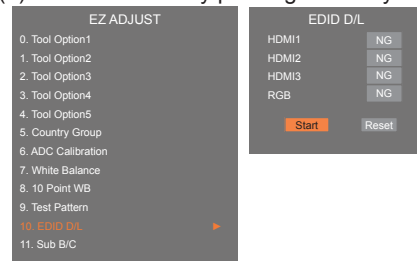 EZ ADJUST
0. Tool Option1
1. Tool Option2
2. Tool Option3
3. Tool Option4
4. Tool Option5
5. Country Group
6. ADC Calibration
7. White Balance
8. 10 Point WB
9. Test Pattern
10. EDID D/L
11. Sub B/C
EDID D/L
HDMI1 NG
HDMI2 NG
HDMI3 NG
RGB NG
Start Reset